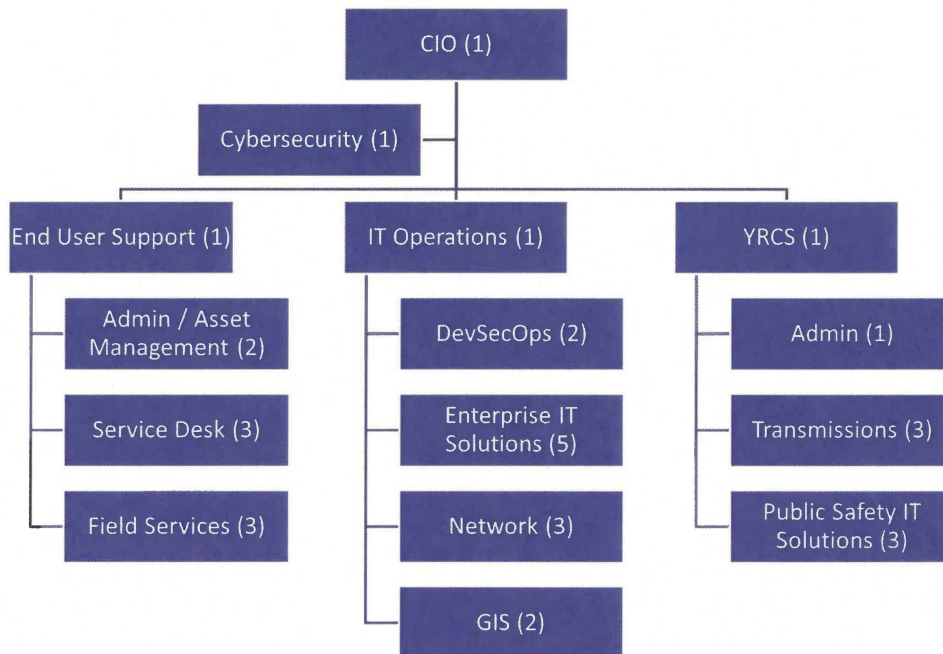 CIO (1)
Cybersecurity (1)
End User Support (1)
IT Operations (1)
YRCS (1)
Admin / Asset
Management (2)
DevSecOps (2)
Admin (1)
Service Desk (3)
Enterprise IT
Solutions (5)
Transmissions (3)
Field Services (3)
Network (3)
Public Safety IT
Solutions (3)
GIS (2)